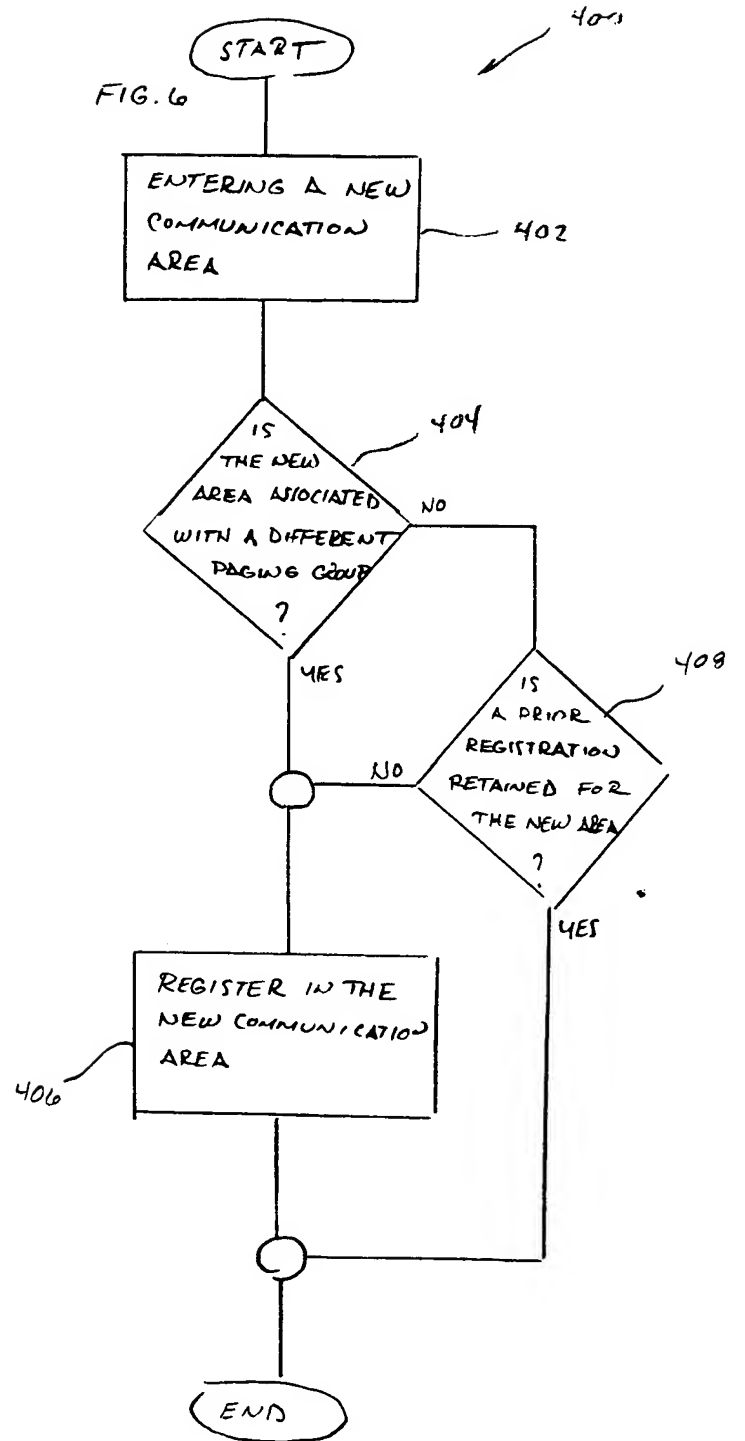 400
START
FIG. 6
ENTERING A NEW
COMMUNICATION
AREA
402
404
IS
THE NEW
AREA ASSOCIATED
WITH A DIFFERENT
PAGING GROUP
?
NO
YES
408
IS
A PRIOR
REGISTRATION
RETAINED FOR
THE NEW AREA
?
NO
YES
REGISTER IN THE
NEW COMMUNICATION
AREA
406
END